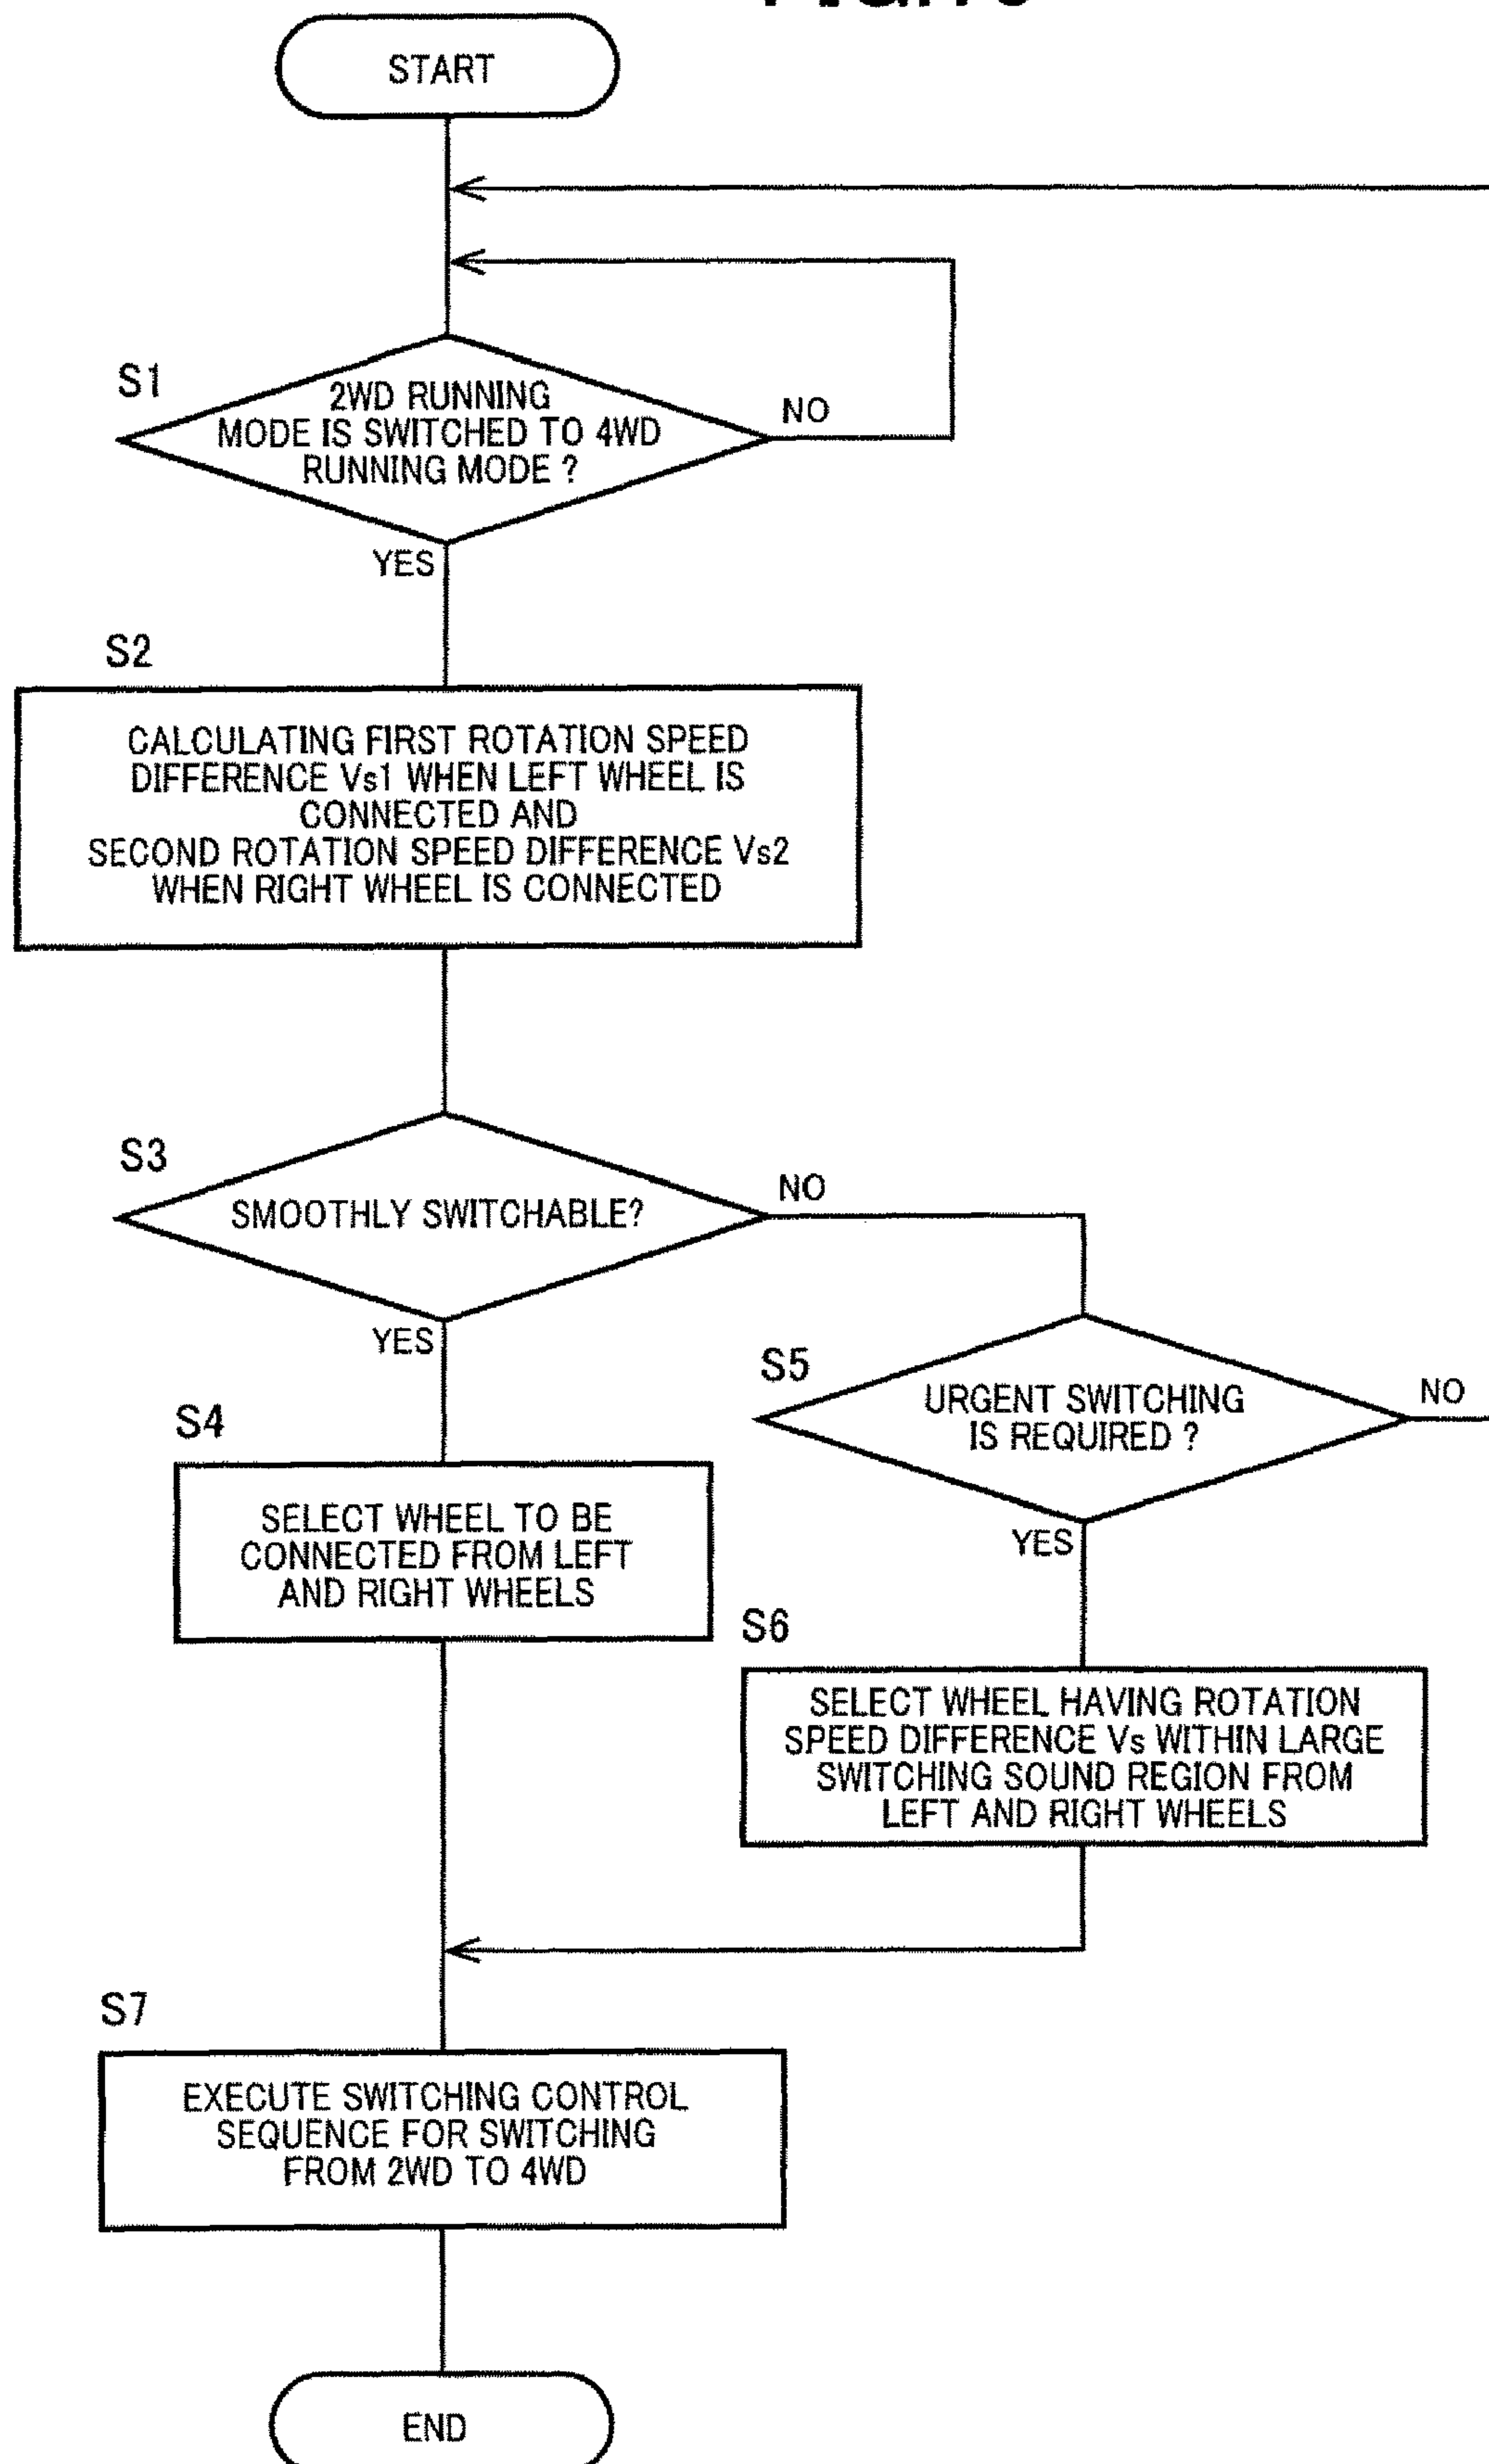 START
S1
2WD RUNNING
MODE IS SWITCHED TO 4WD
RUNNING MODE ?
NO
YES
S2
CALCULATING FIRST ROTATION SPEED
DIFFERENCE Vs1 WHEN LEFT WHEEL IS
CONNECTED AND
SECOND ROTATION SPEED DIFFERENCE Vs2
WHEN RIGHT WHEEL IS CONNECTED
S3
SMOOTHLY SWITCHABLE?
NO
YES
S5
URGENT SWITCHING
IS REQUIRED ?
NO
YES
S4
SELECT WHEEL TO BE
CONNECTED FROM LEFT
AND RIGHT WHEELS
S6
SELECT WHEEL HAVING ROTATION
SPEED DIFFERENCE Vs WITHIN LARGE
SWITCHING SOUND REGION FROM
LEFT AND RIGHT WHEELS
S7
EXECUTE SWITCHING CONTROL
SEQUENCE FOR SWITCHING
FROM 2WD TO 4WD
END